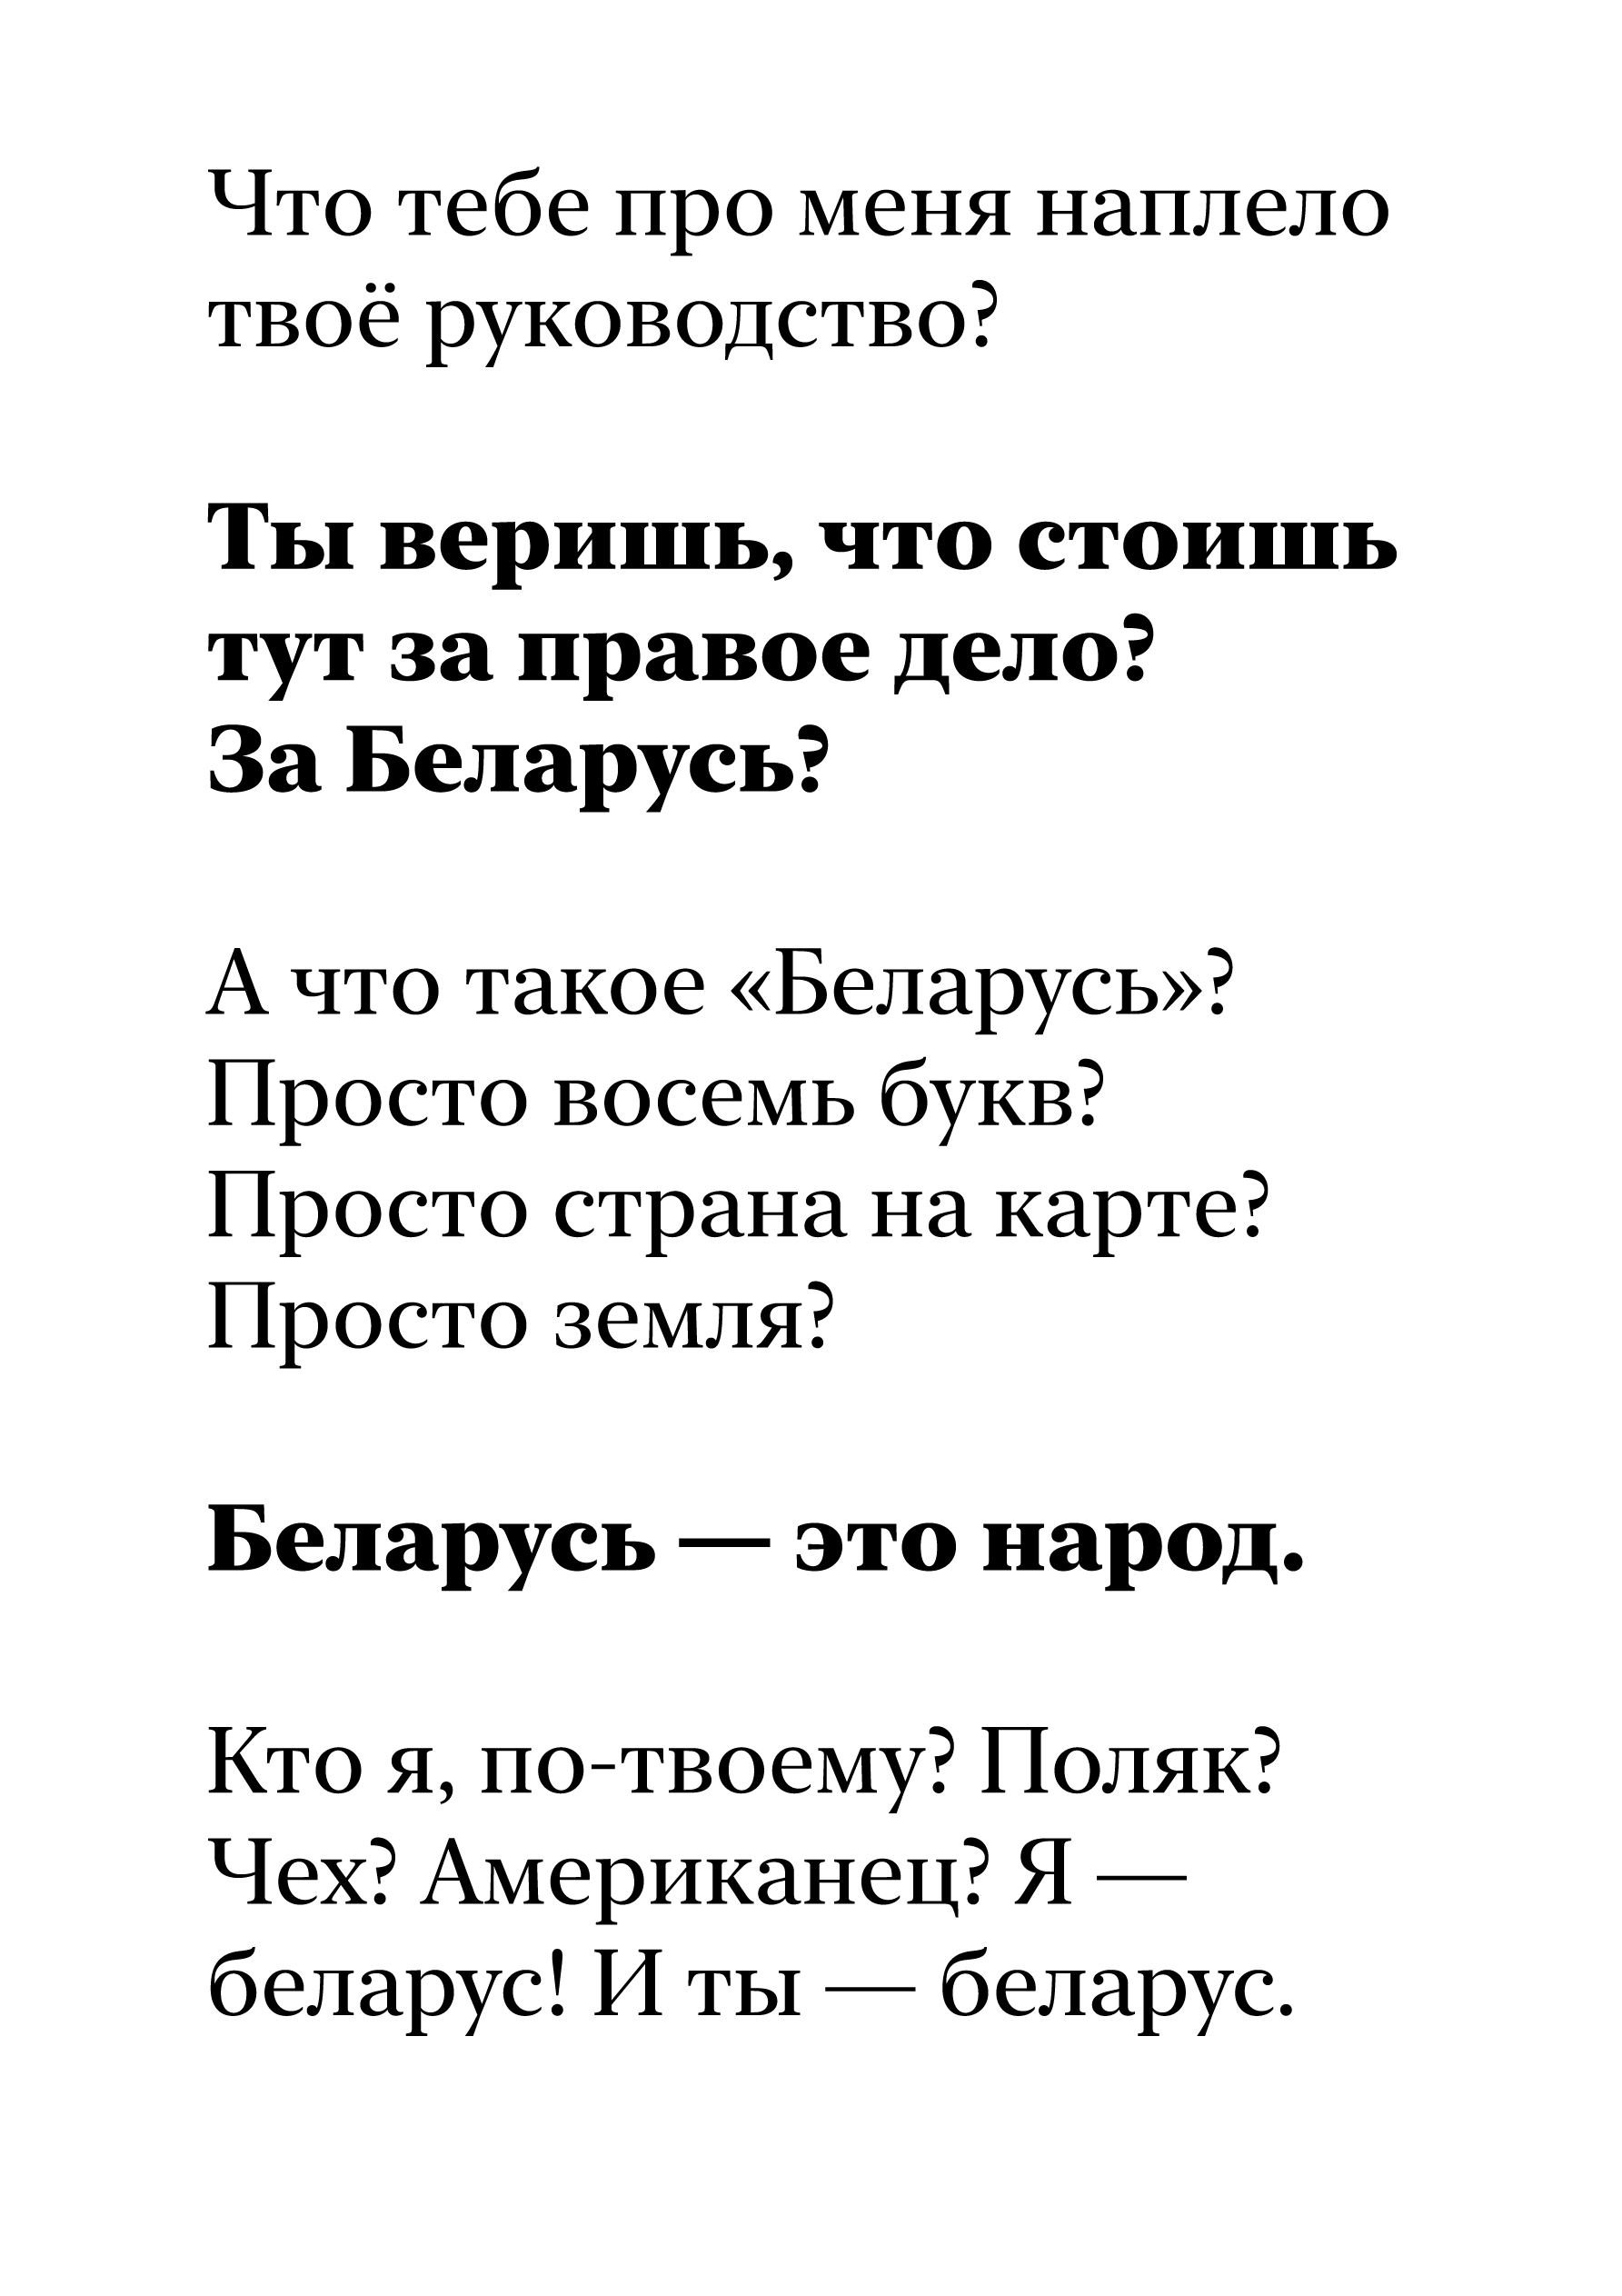 Что тебе про меня наплело
твоё руководство?
Ты веришь, что стоишь
тут за правое дело?
За Беларусь?
А что такое «Беларусь»?
Просто восемь букв?
Просто страна на карте?
Просто земля?
Беларусь — это народ.
Кто я, по-твоему? Поляк?
Чех? Американец? Я —
беларус! И ты — беларус.